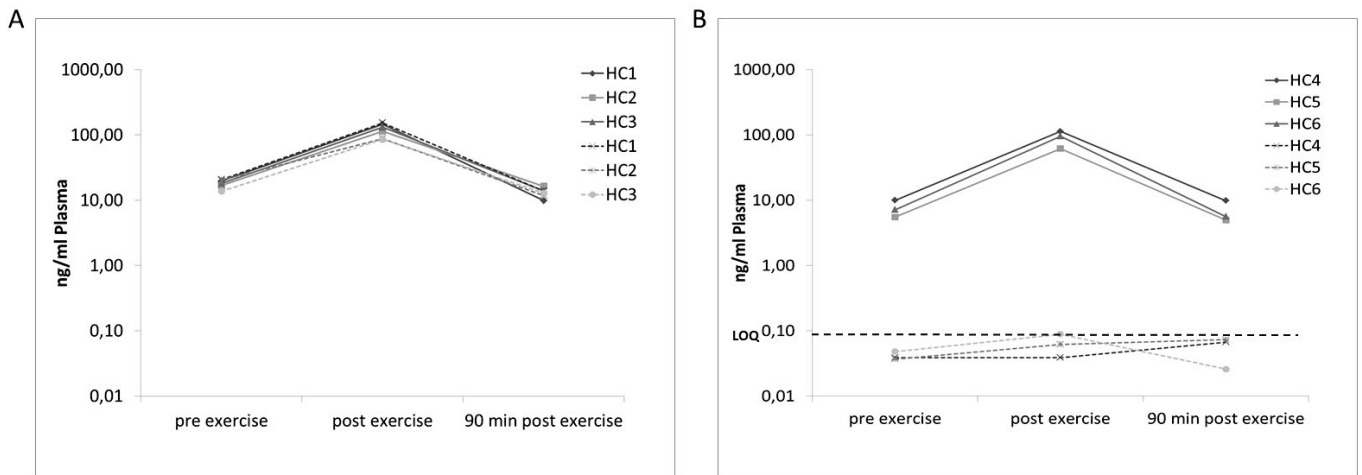 A
1000,00
100,00
10,00
1,00
0,10
0,01
ng/ml Plasma
pre exercise
post exercise
90 min post exercise
HC1
HC2
HC3
HC1
HC2
HC3
B
1000,00
100,00
10,00
1,00
0,10
0,01
LOQ
ng/ml Plasma
pre exercise
post exercise
90 min post exercise
HC4
HC5
HC6
HC4
HC5
HC6